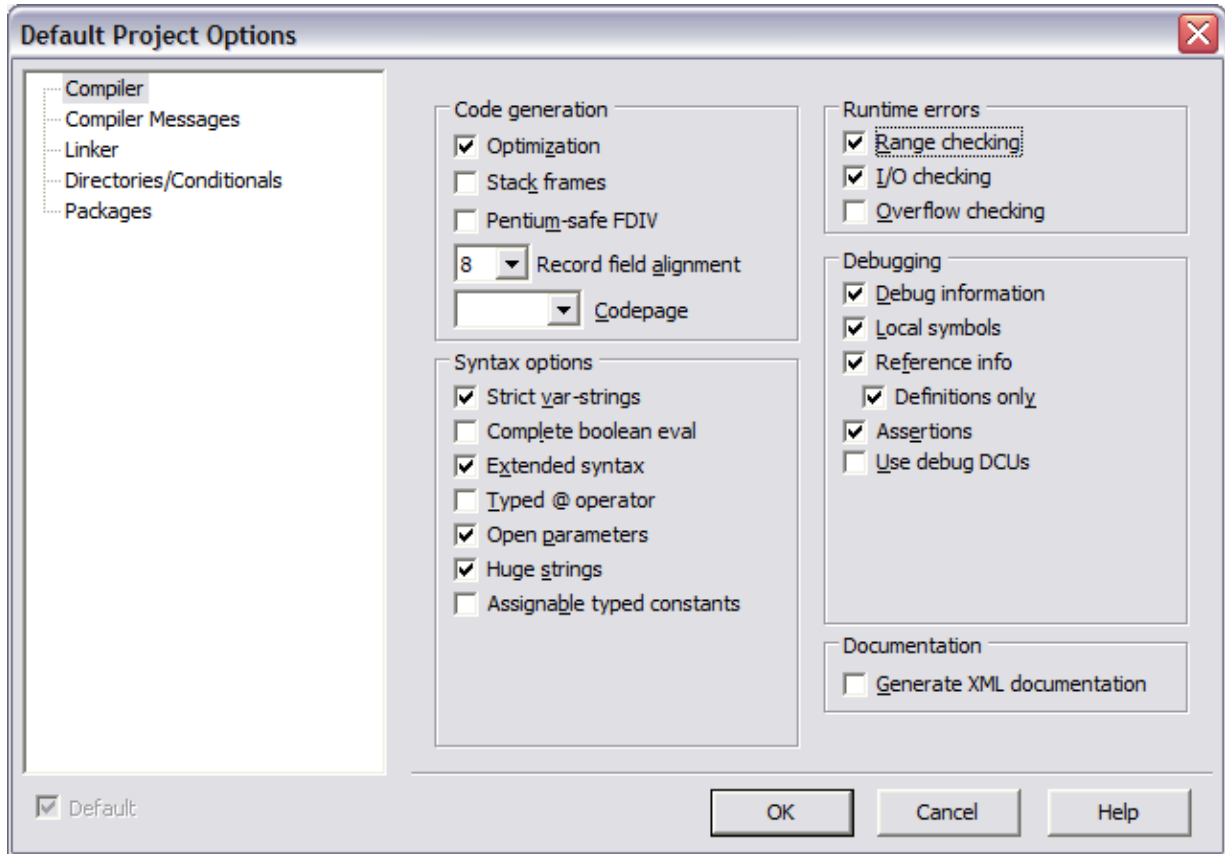 Default Project Options
Compiler
Compiler Messages
Linker
Directories/Conditionals
Packages
Code generation
Optimization
Stack frames
Pentium-safe FDIV
8 Record field alignment
Codepage
Syntax options
Strict var-strings
Complete boolean eval
Extended syntax
Typed @ operator
Open parameters
Huge strings
Assignable typed constants
Runtime errors
Range checking
I/O checking
Overflow checking
Debugging
Debug information
Local symbols
Reference info
Definitions only
Assertions
Use debug DCUs
Documentation
Generate XML documentation
Default
OK Cancel Help